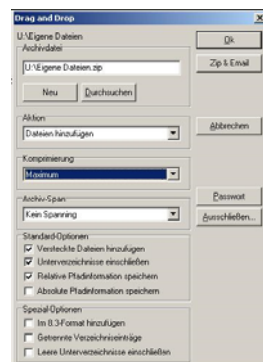 Drag and Drop
U:\Eigene Dateien
Archivdatei
U:\Eigene Dateien.zip
Neu
Durchsuchen
Ok
Zip & Email
Aktion
Dateien hinzufügen
Abbrechen
Komprimierung
Maximum
Archiv-Span
Kein Spanning
Passwort
Ausschließen...
Standard-Optionen
Versteckte Dateien hinzufügen
Unterverzeichnisse einschließen
Relative Pfadinformation speichern
Absolute Pfadinformation speichern
Spezial-Optionen
Im 8.3-Format hinzufügen
Getrennte Verzeichniseinträge
Leere Unterverzeichnisse einschließen